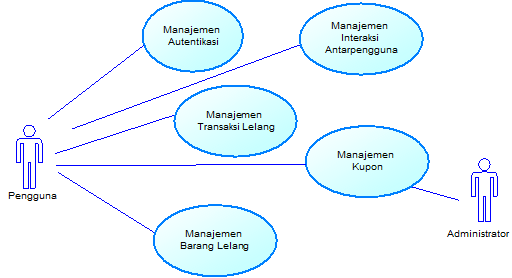 Manajemen
Autentikasi
Manajemen
Interaksi
Antarpengguna
Manajemen
Transaksi Lelang
Manajemen
Kupon
Pengguna
Administrator
Manajemen
Barang Lelang